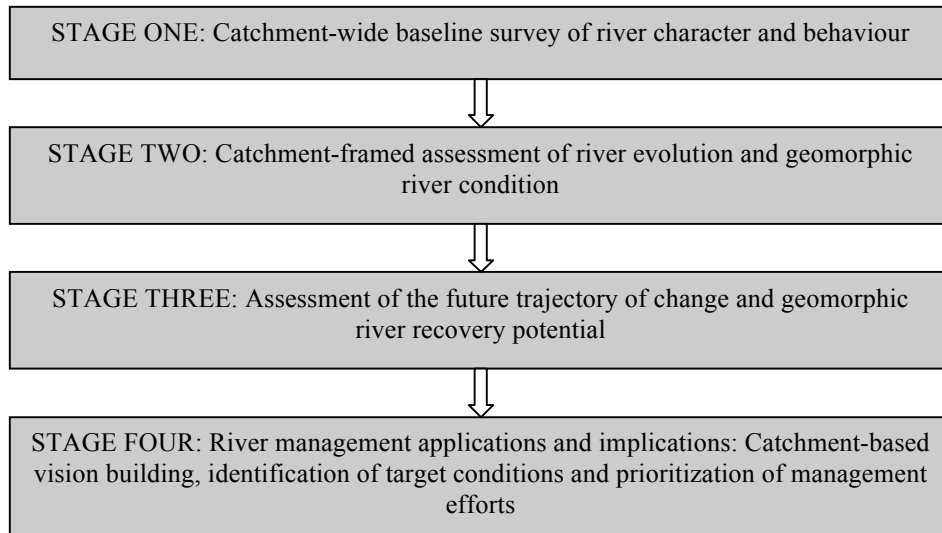 STAGE ONE: Catchment-wide baseline survey of river character and behaviour
STAGE TWO: Catchment-framed assessment of river evolution and geomorphic
river condition
STAGE THREE: Assessment of the future trajectory of change and geomorphic
river recovery potential
STAGE FOUR: River management applications and implications: Catchment-based
vision building, identification of target conditions and prioritization of management
efforts